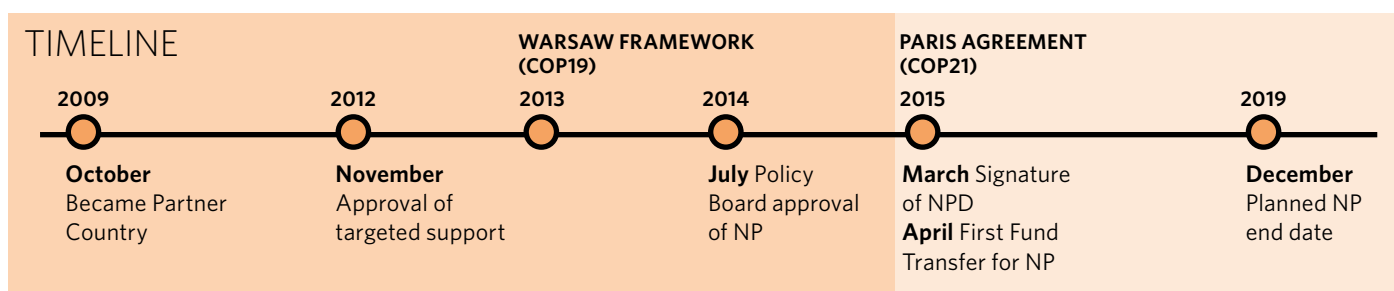 TIMELINE
WARSAW FRAMEWORK
(COP19)
PARIS AGREEMENT
(COP21)
2009
2012
2013
2014
2015
2019
October
Became Partner
Country
November
Approval of
targeted support
July Policy
Board approval
of NP
March Signature
of NPD
April First Fund
Transfer for NP
December
Planned NP
end date